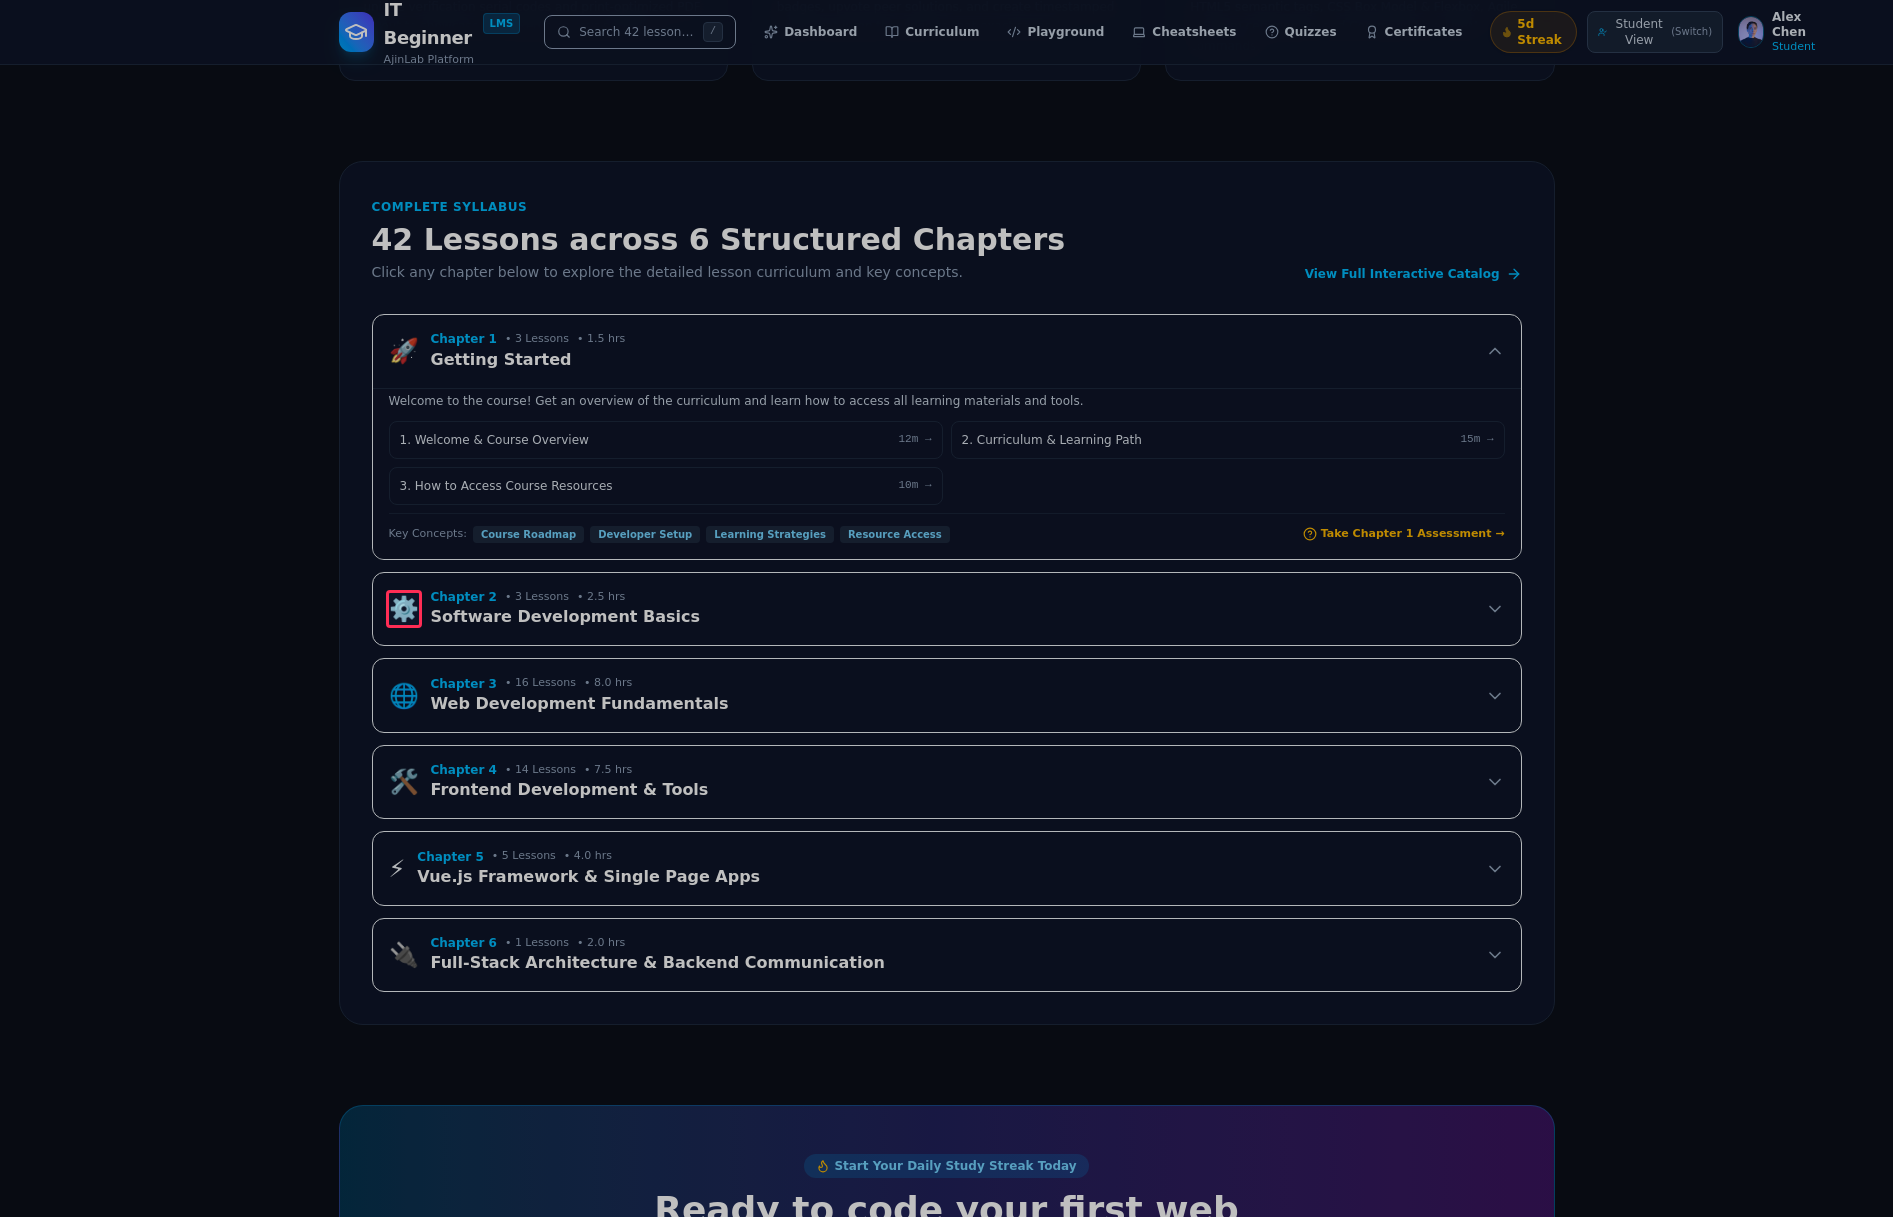 IT Beginner
LMS
AjinLab Platform
Search 42 lesson...
/
Dashboard
Curriculum
Playground
Cheatsheets
Quizzes
Certificates
5d Streak
Student View
(Switch)
Alex Chen
Student
COMPLETE SYLLABUS
42 Lessons across 6 Structured Chapters
Click any chapter below to explore the detailed lesson curriculum and key concepts.
View Full Interactive Catalog →
Chapter 1 • 3 Lessons • 1.5 hrs
Getting Started
Welcome to the course! Get an overview of the curriculum and learn how to access all learning materials and tools.
1. Welcome & Course Overview 12m →
2. Curriculum & Learning Path 15m →
3. How to Access Course Resources 10m →
Key Concepts: Course Roadmap Developer Setup Learning Strategies Resource Access
Take Chapter 1 Assessment →
Chapter 2 • 3 Lessons • 2.5 hrs
Software Development Basics
Chapter 3 • 16 Lessons • 8.0 hrs
Web Development Fundamentals
Chapter 4 • 14 Lessons • 7.5 hrs
Frontend Development & Tools
Chapter 5 • 5 Lessons • 4.0 hrs
Vue.js Framework & Single Page Apps
Chapter 6 • 1 Lessons • 2.0 hrs
Full-Stack Architecture & Backend Communication
Start Your Daily Study Streak Today
Ready to code your first web